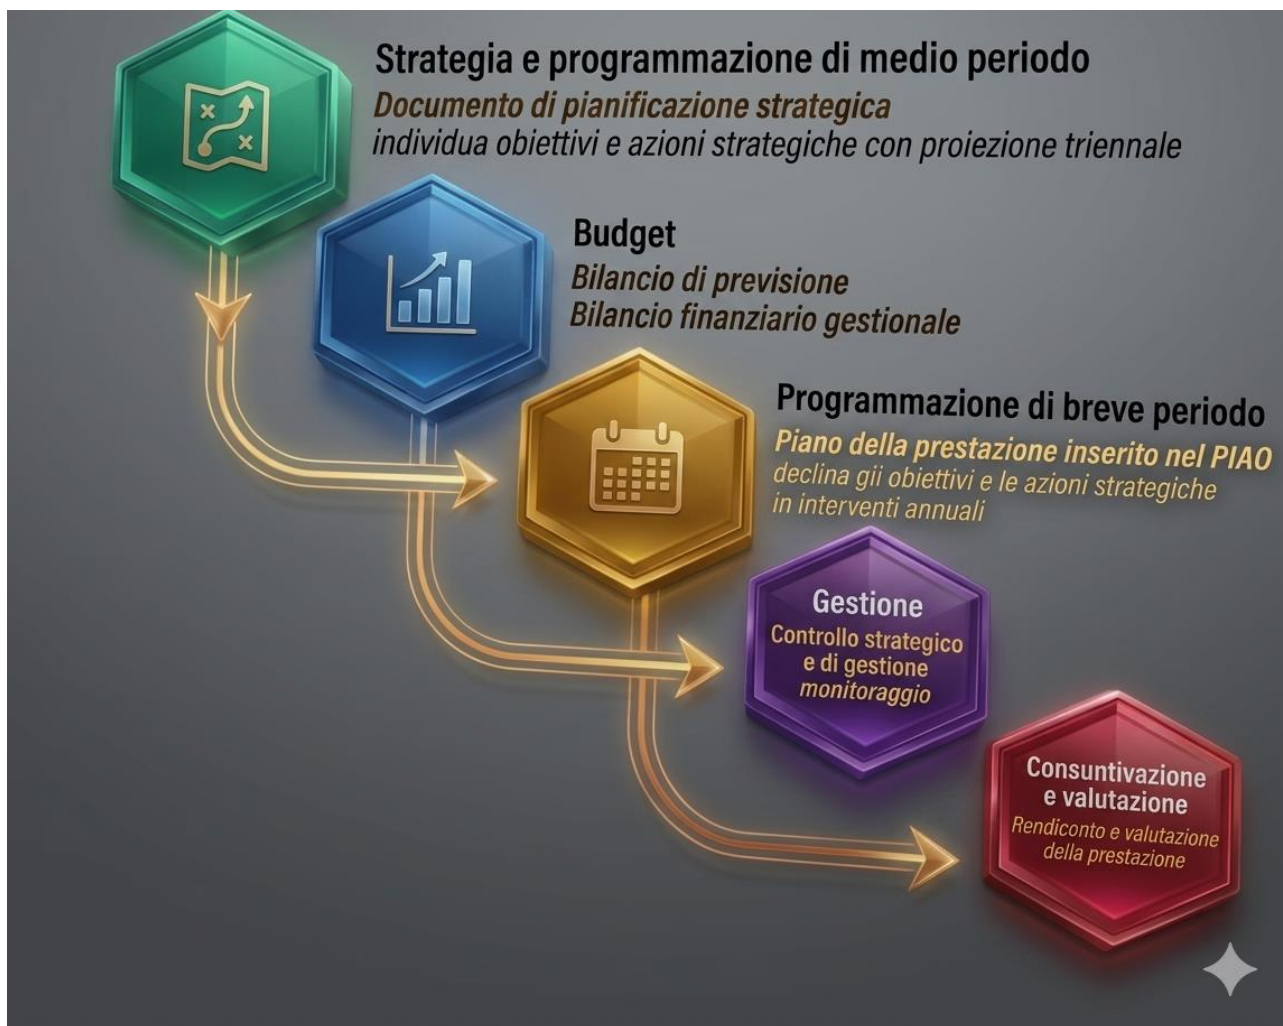 Strategia e programmazione di medio periodo
Documento di pianificazione strategica
individua obiettivi e azioni strategiche con proiezione triennale
Budget
Bilancio di previsione
Bilancio finanziario gestionale
Programmazione di breve periodo
Piano della prestazione inserito nel PIAO
declina gli obiettivi e le azioni strategiche
in interventi annuali
Gestione
Controllo strategico
e di gestione
monitoraggio
Consuntivazione
e valutazione
Rendiconto e valutazione
della prestazione